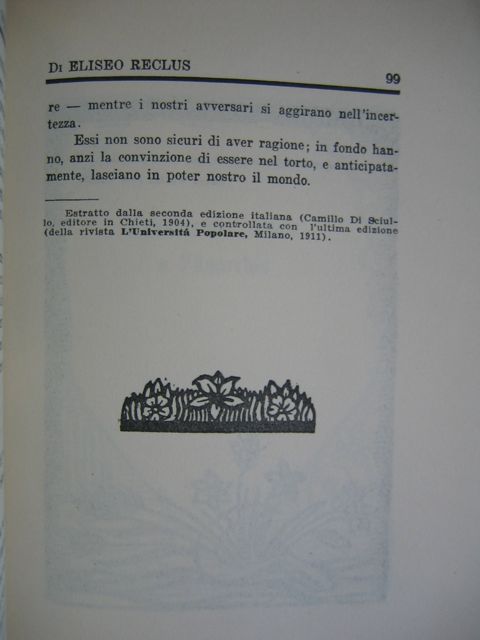 DI ELISEO RECLUS
99
re — mentre i nostri avversari si aggirano nell'incer-
tezza.
Essi non sono sicuri di aver ragione; in fondo han-
no, anzi la convinzione di essere nel torto, e anticipata-
mente, lasciano in poter nostro il mondo.
Estratto dalla seconda edizione italiana (Camillo Di Sciul-
lo, editore in Chieti, 1904), e controllata con l'ultima edizione
(della rivista L'Universitá Popolare, Milano, 1911).